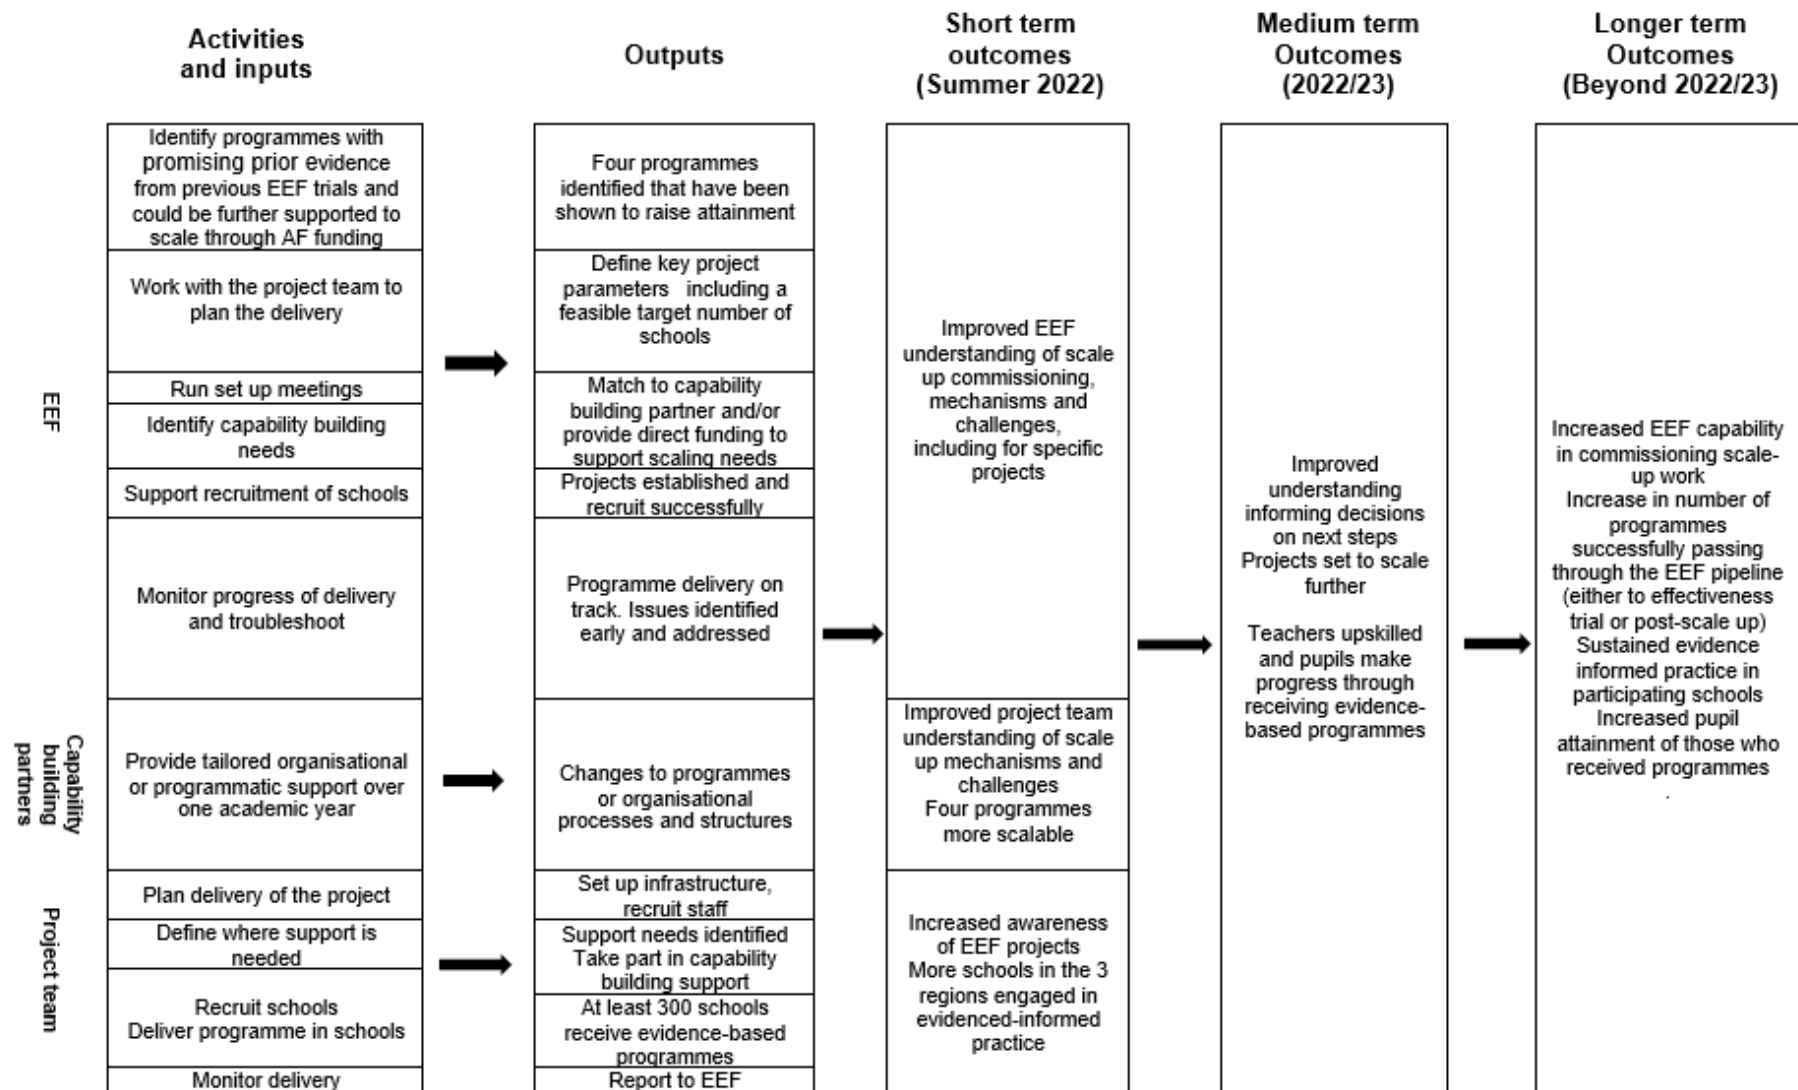 Activities
and inputs
Outputs
Short term
outcomes
(Summer 2022)
Medium term
Outcomes
(2022/23)
Longer term
Outcomes
(Beyond 2022/23)
EEF
Identify programmes with
promising prior evidence
from previous EEF trials and
could be further supported to
scale through AF funding
Work with the project team to
plan the delivery
Run set up meetings
Identify capability building
needs
Support recruitment of schools
Monitor progress of delivery
and troubleshoot
Four programmes
identified that have been
shown to raise attainment
Define key project
parameters including a
feasible target number of
schools
Match to capability
building partner and/or
provide direct funding to
support scaling needs
Projects established and
recruit successfully
Programme delivery on
track. Issues identified
early and addressed
Improved EEF
understanding of scale
up commissioning,
mechanisms and
challenges,
including for specific
projects
Capability
building
partners
Provide tailored organisational
or programmatic support over
one academic year
Changes to programmes
or organisational
processes and structures
Improved project team
understanding of scale
up mechanisms and
challenges
Four programmes
more scalable
Project team
Plan delivery of the project
Define where support is
needed
Recruit schools
Deliver programme in schools
Monitor delivery
Set up infrastructure,
recruit staff
Support needs identified
Take part in capability
building support
At least 300 schools
receive evidence-based
programmes
Report to EEF
Increased awareness
of EEF projects
More schools in the 3
regions engaged in
evidenced-informed
practice
Improved
understanding
informing decisions
on next steps
Projects set to scale
further
Teachers upskilled
and pupils make
progress through
receiving evidence-
based programmes
Increased EEF capability
in commissioning scale-
up work
Increase in number of
programmes
successfully passing
through the EEF pipeline
(either to effectiveness
trial or post-scale up)
Sustained evidence
informed practice in
participating schools
Increased pupil
attainment of those who
received programmes
.